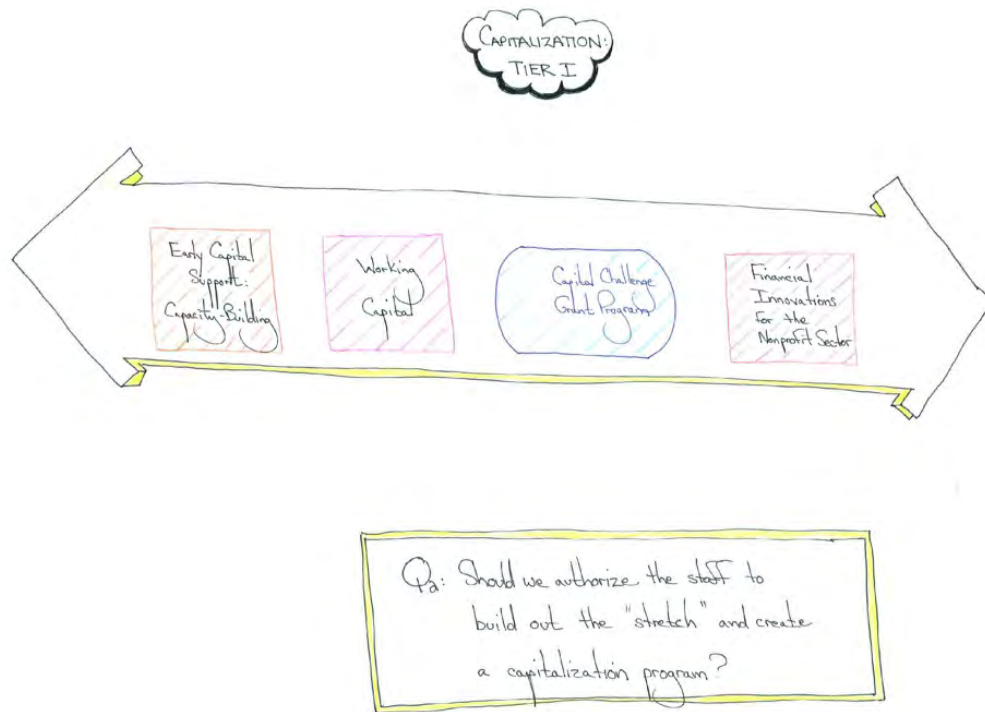 CAPITALIZATION:
TIER I
Early Capital
Support:
Capacity-Building
Working
Capital
Capital Challenge
Grant Program
Financial
Innovations
for the
Nonprofit Sector
Qa: Should we authorize the staff to
build out the "stretch" and create
a capitalization program?